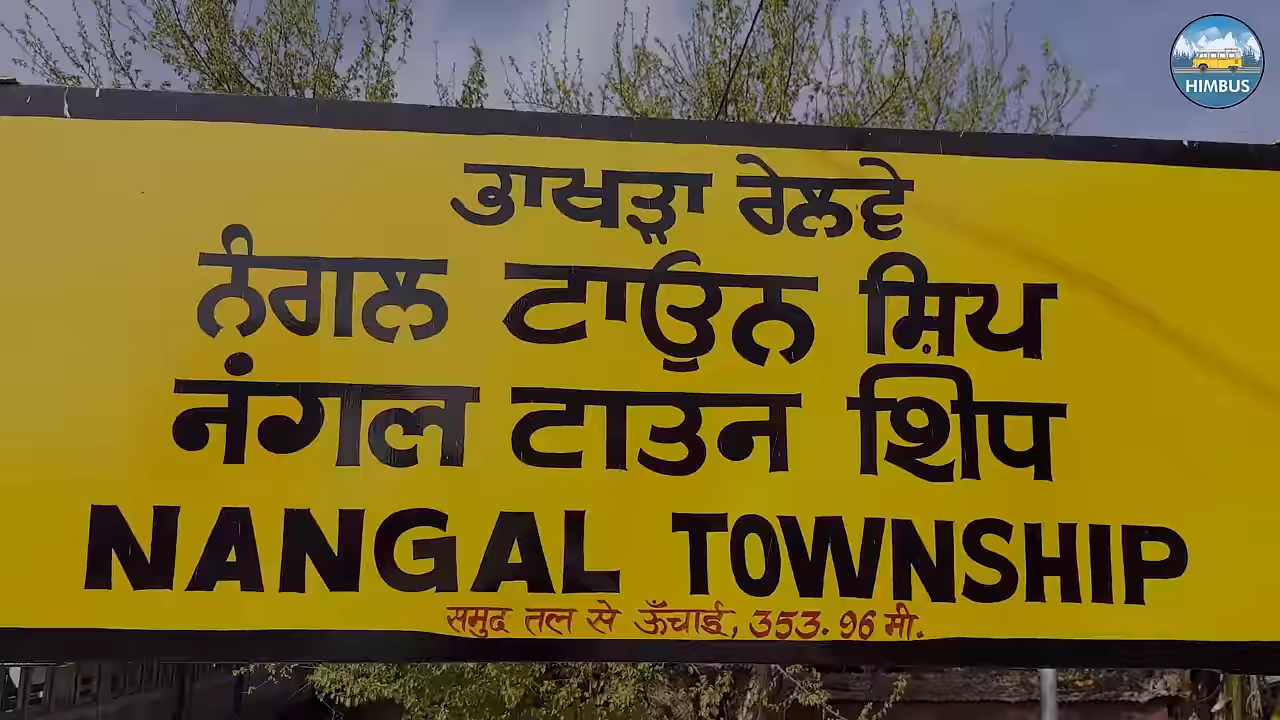 HIMBUS
ਭਾਖੜਾ ਰੇਲਵੇ
ਨੰਗਲ ਟਾਊਨ ਸ਼ਿਪ
नंगल टाउन शिप
NANGAL TOWNSHIP
समुद्र तल से ऊँचाई, 353.96 मी.